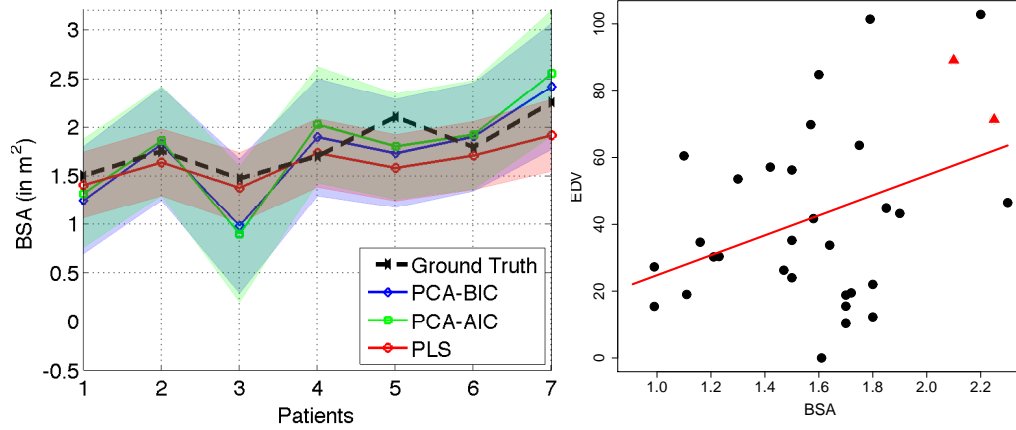 3
2.5
2
1.5
1
0.5
0
-0.5
BSA (in m²)
1 2 3 4 5 6 7
Patients
Ground Truth
PCA-BIC
PCA-AIC
PLS
100
80
60
40
20
0
EDV
1.0 1.2 1.4 1.6 1.8 2.0 2.2
BSA